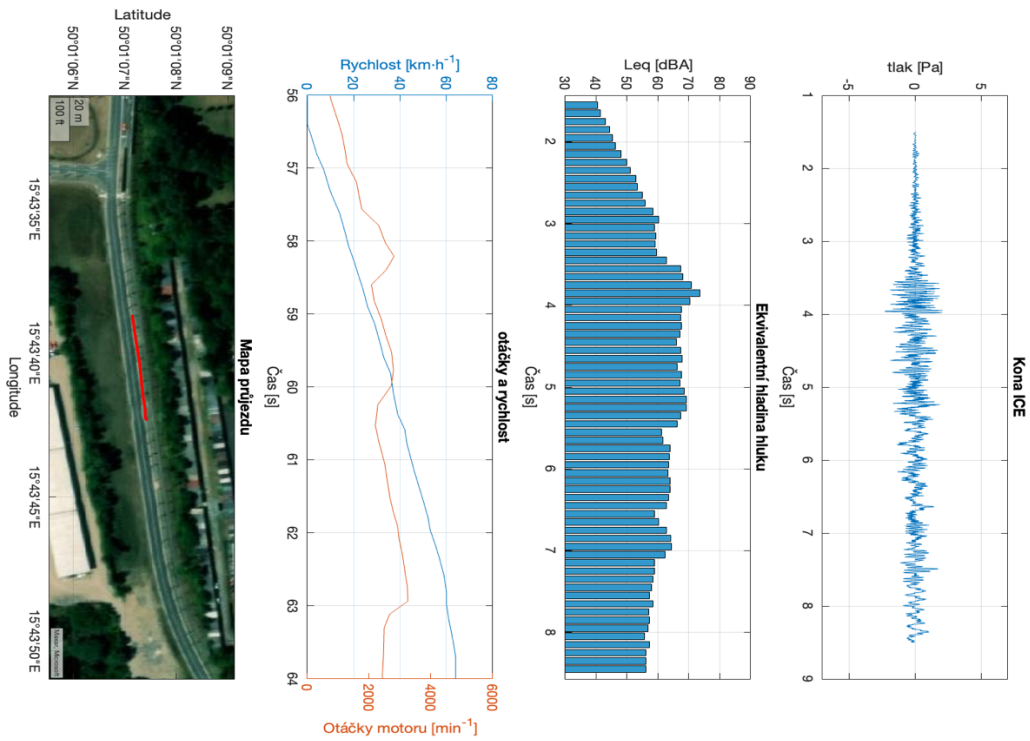 Kona ICE
tlak [Pa]
5
0
-5
1
2
3
4
5
6
7
8
9
Čas [s]
Ekvivalentní hladina hluku
Leq [dBA]
90
80
70
60
50
40
30
2
3
4
5
6
7
8
Čas [s]
otáčky a rychlost
Rychlost [km·h⁻¹]
80
60
40
20
0
56
57
58
59
60
61
62
63
64
Čas [s]
6000
4000
2000
0
Otáčky motoru [min⁻¹]
Mapa průjezdu
Latitude
50°01'09"N
50°01'08"N
50°01'07"N
50°01'06"N
20 m
100 ft
15°43'35"E
15°43'40"E
15°43'45"E
15°43'50"E
Longitude
Maxar, Microsoft